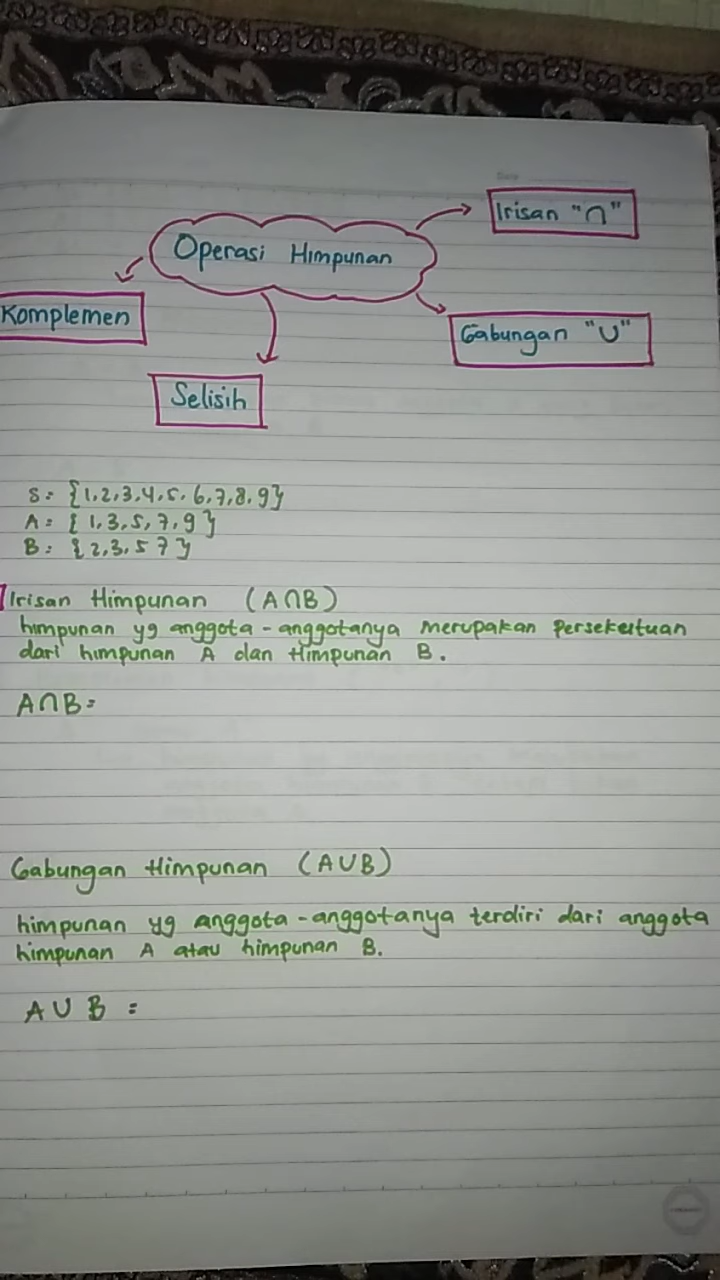 Operasi Himpunan
Irisan "∩"
Komplemen
Gabungan "∪"
Selisih
S = {1,2,3,4,5,6,7,8,9}
A = {1,3,5,7,9}
B = {2,3,5 7}
Irisan Himpunan (A∩B)
himpunan yg anggota-anggotanya merupakan persekutuan
dari himpunan A dan Himpunan B.
A∩B =
Gabungan Himpunan (A∪B)
himpunan yg anggota-anggotanya terdiri dari anggota
himpunan A atau himpunan B.
A ∪ B =